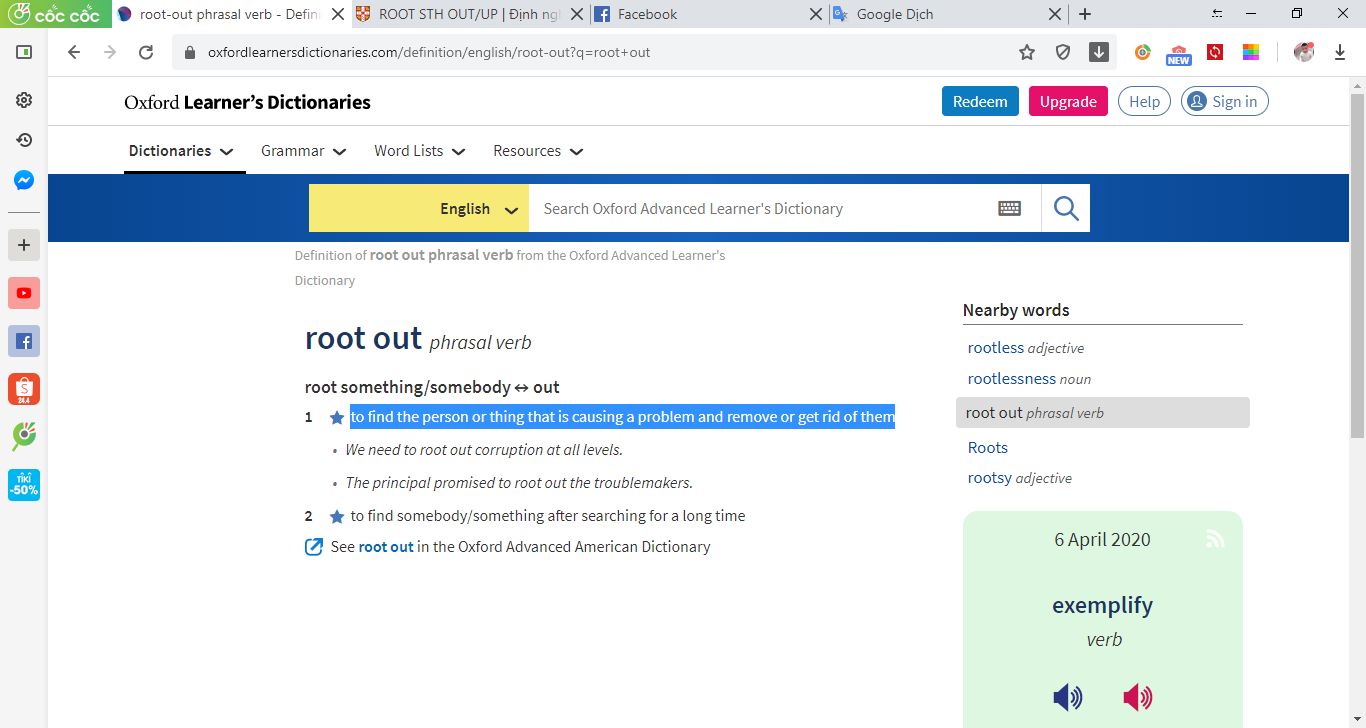 cốc cốc
root-out phrasal verb - Defini
ROOT STH OUT/UP | Định ng
Facebook
Google Dịch
oxfordlearnersdictionaries.com/definition/english/root-out?q=root+out
NEW
Oxford Learner's Dictionaries
Redeem
Upgrade
Help
Sign in
Dictionaries
Grammar
Word Lists
Resources
English
Search Oxford Advanced Learner's Dictionary
Definition of root out phrasal verb from the Oxford Advanced Learner's
Dictionary
root out phrasal verb
root something/somebody ↔ out
1 to find the person or thing that is causing a problem and remove or get rid of them
• We need to root out corruption at all levels.
• The principal promised to root out the troublemakers.
2 to find somebody/something after searching for a long time
See root out in the Oxford Advanced American Dictionary
Nearby words
rootless adjective
rootlessness noun
root out phrasal verb
Roots
rootsy adjective
6 April 2020
exemplify
verb
S
24.4
TIKI
-50%